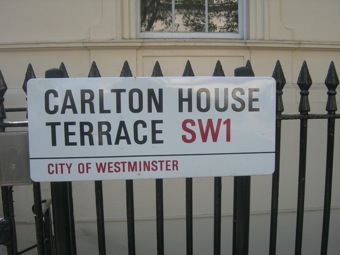 CARLTON HOUSE
TERRACE SW1
CITY OF WESTMINSTER